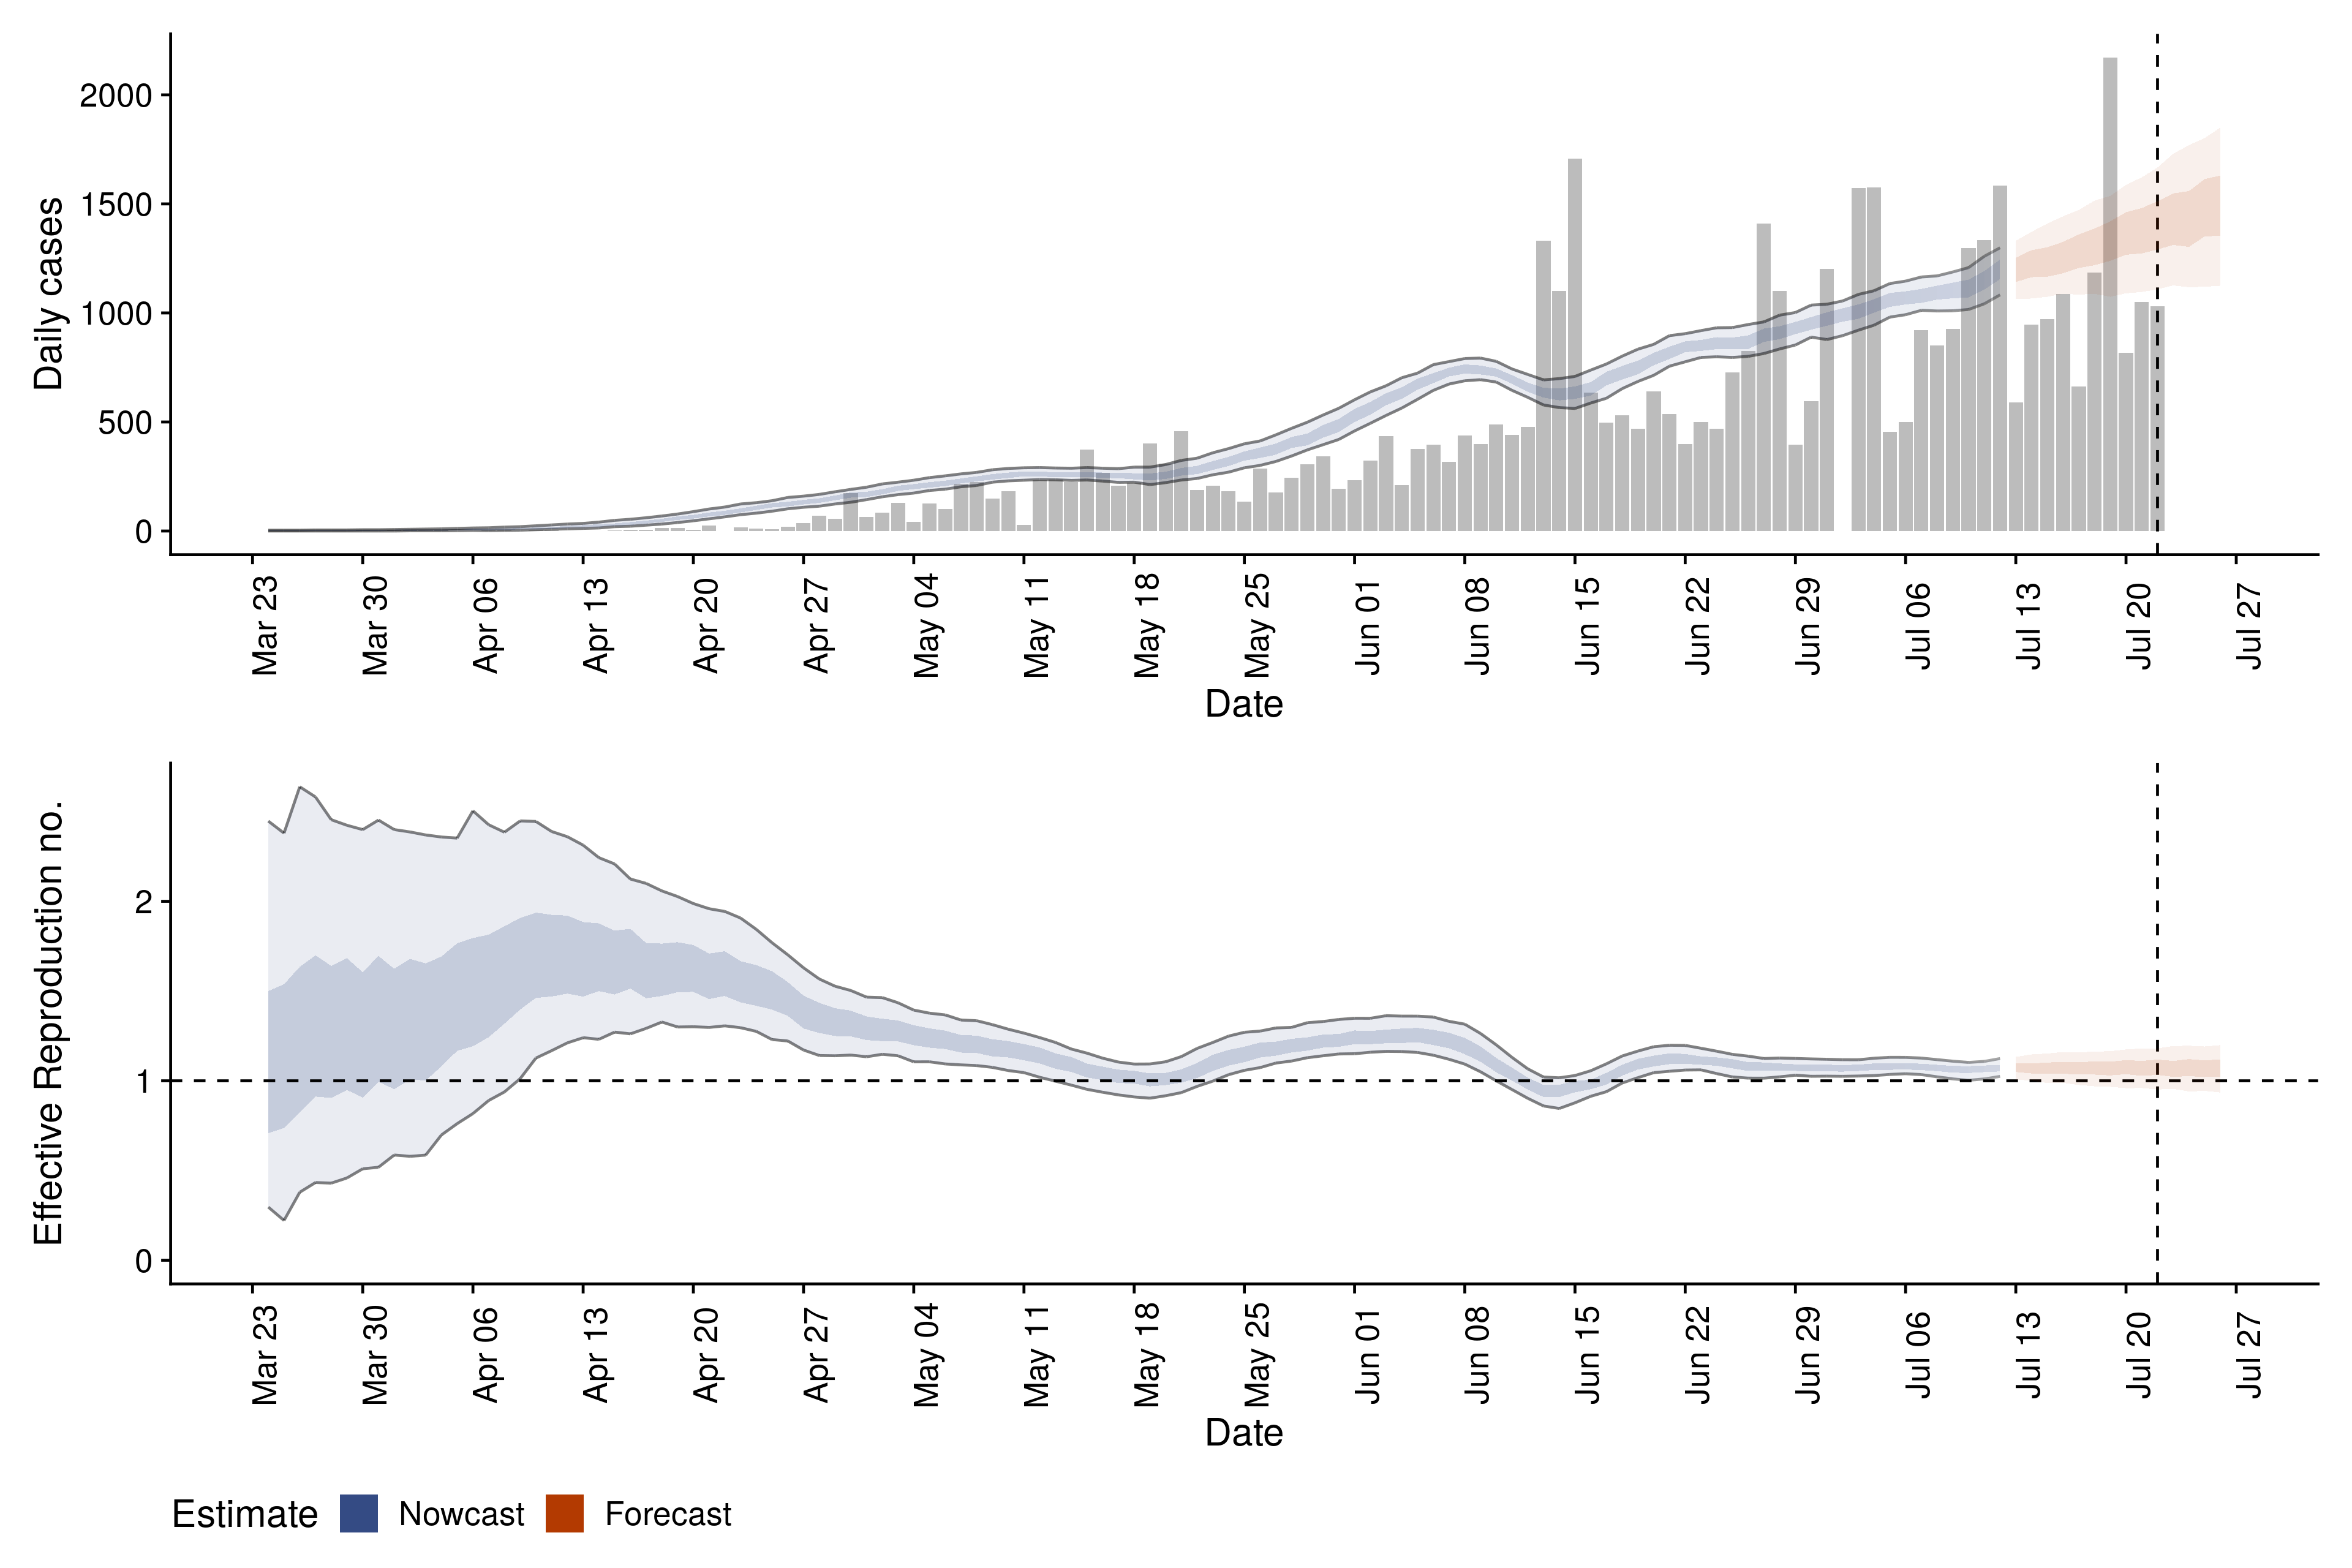 Daily cases
2000
1500
1000
500
0
Mar 23
Mar 30
Apr 06
Apr 13
Apr 20
Apr 27
May 04
May 11
May 18
May 25
Jun 01
Jun 08
Jun 15
Jun 22
Jun 29
Jul 06
Jul 13
Jul 20
Jul 27
Date
Effective Reproduction no.
2
1
0
Mar 23
Mar 30
Apr 06
Apr 13
Apr 20
Apr 27
May 04
May 11
May 18
May 25
Jun 01
Jun 08
Jun 15
Jun 22
Jun 29
Jul 06
Jul 13
Jul 20
Jul 27
Date
Estimate Nowcast Forecast